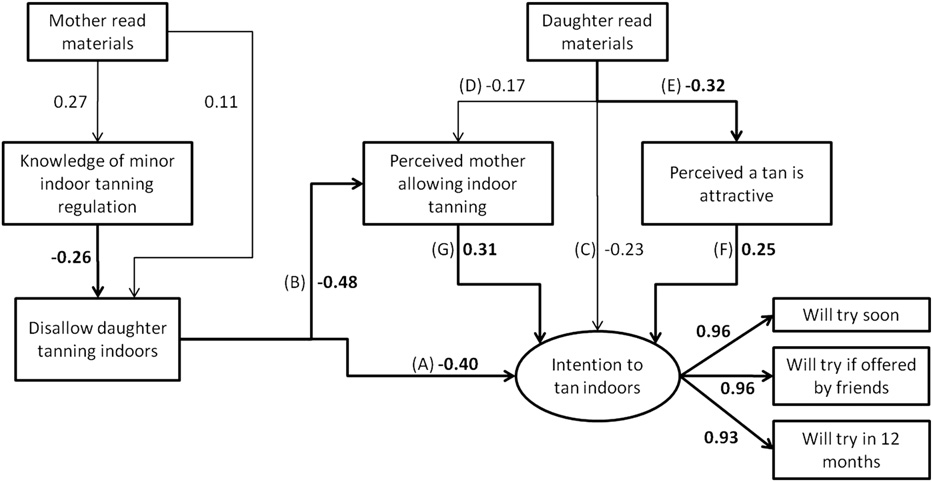 Mother read
materials
Daughter read
materials
(D) -0.17
(E) -0.32
0.27
0.11
Knowledge of minor
indoor tanning
regulation
Perceived mother
allowing indoor
tanning
Perceived a tan is
attractive
-0.26
(B) -0.48
(G) 0.31
(C) -0.23
(F) 0.25
Disallow daughter
tanning indoors
(A) -0.40
Intention to
tan indoors
0.96
0.96
0.93
Will try soon
Will try if offered
by friends
Will try in 12
months